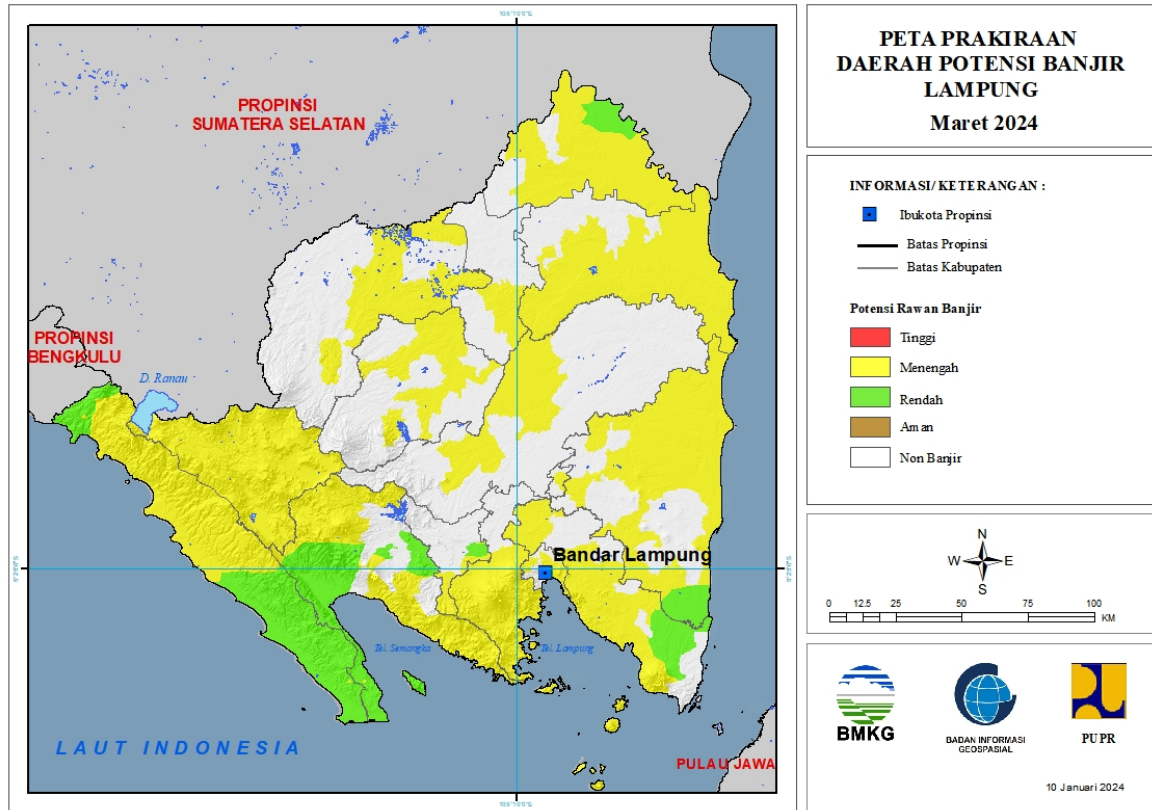 PETA PRAKIRAAN
DAERAH POTENSI BANJIR
LAMPUNG
Maret 2024
INFORMASI/ KETERANGAN :
Ibukota Propinsi
Batas Propinsi
Batas Kabupaten
Potensi Rawan Banjir
Tinggi
Menengah
Rendah
Aman
Non Banjir
N
W
E
S
0 12.5 25 50 75 100
KM
BMKG
BADAN INFORMASI
GEOSPASIAL
PUPR
10 Januari 2024
PROPINSI
SUMATERA SELATAN
PROPINSI
BENGKULU
D. Ranau
Bandar Lampung
Tel. Semangka
Tel. Lampung
LAUT INDONESIA
PULAU JAWA